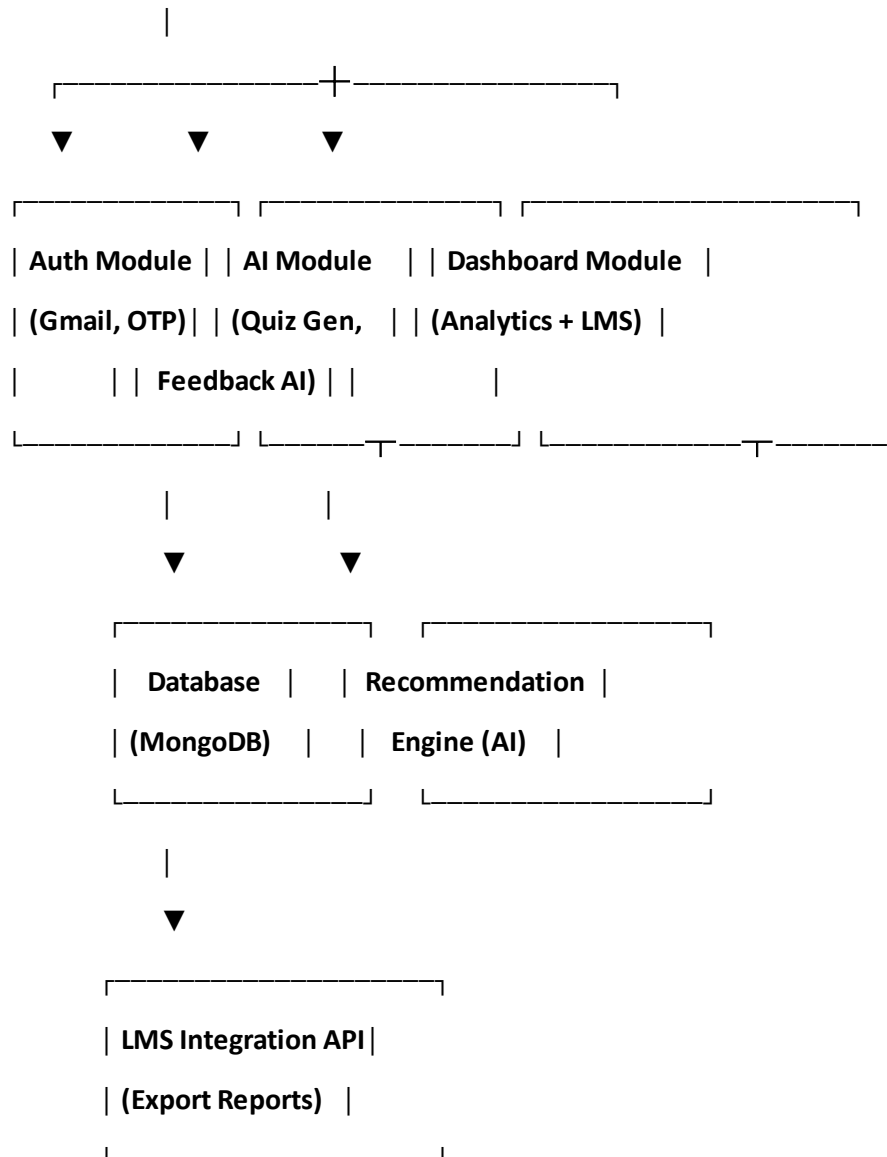 | Auth Module | | AI Module | | Dashboard Module |
| (Gmail, OTP) | | (Quiz Gen, | | (Analytics + LMS) |
| | | Feedback AI) | | |
| Database | | Recommendation |
| (MongoDB) | | Engine (AI) |
| LMS Integration API|
| (Export Reports) |